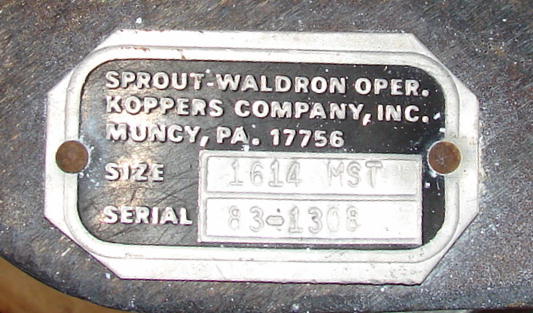 SPROUT-WALDRON OPER.
KOPPERS COMPANY, INC.
MUNCY, PA. 17756
SIZE 1614 MST
SERIAL 83-1308